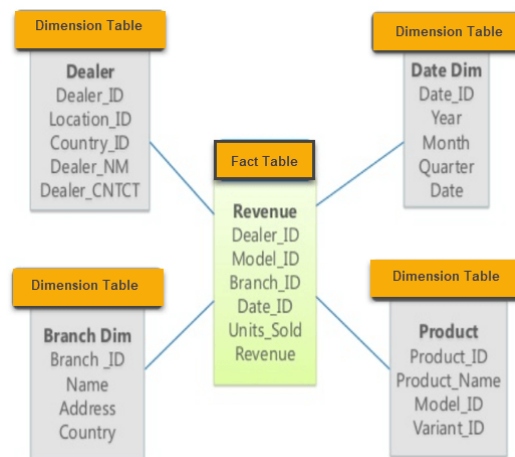 Dimension Table
Dealer
Dealer_ID
Location_ID
Country_ID
Dealer_NM
Dealer_CNTCT
Dimension Table
Date Dim
Date_ID
Year
Month
Quarter
Date
Fact Table
Revenue
Dealer_ID
Model_ID
Branch_ID
Date_ID
Units_Sold
Revenue
Dimension Table
Branch Dim
Branch _ID
Name
Address
Country
Dimension Table
Product
Product_ID
Product_Name
Model_ID
Variant_ID